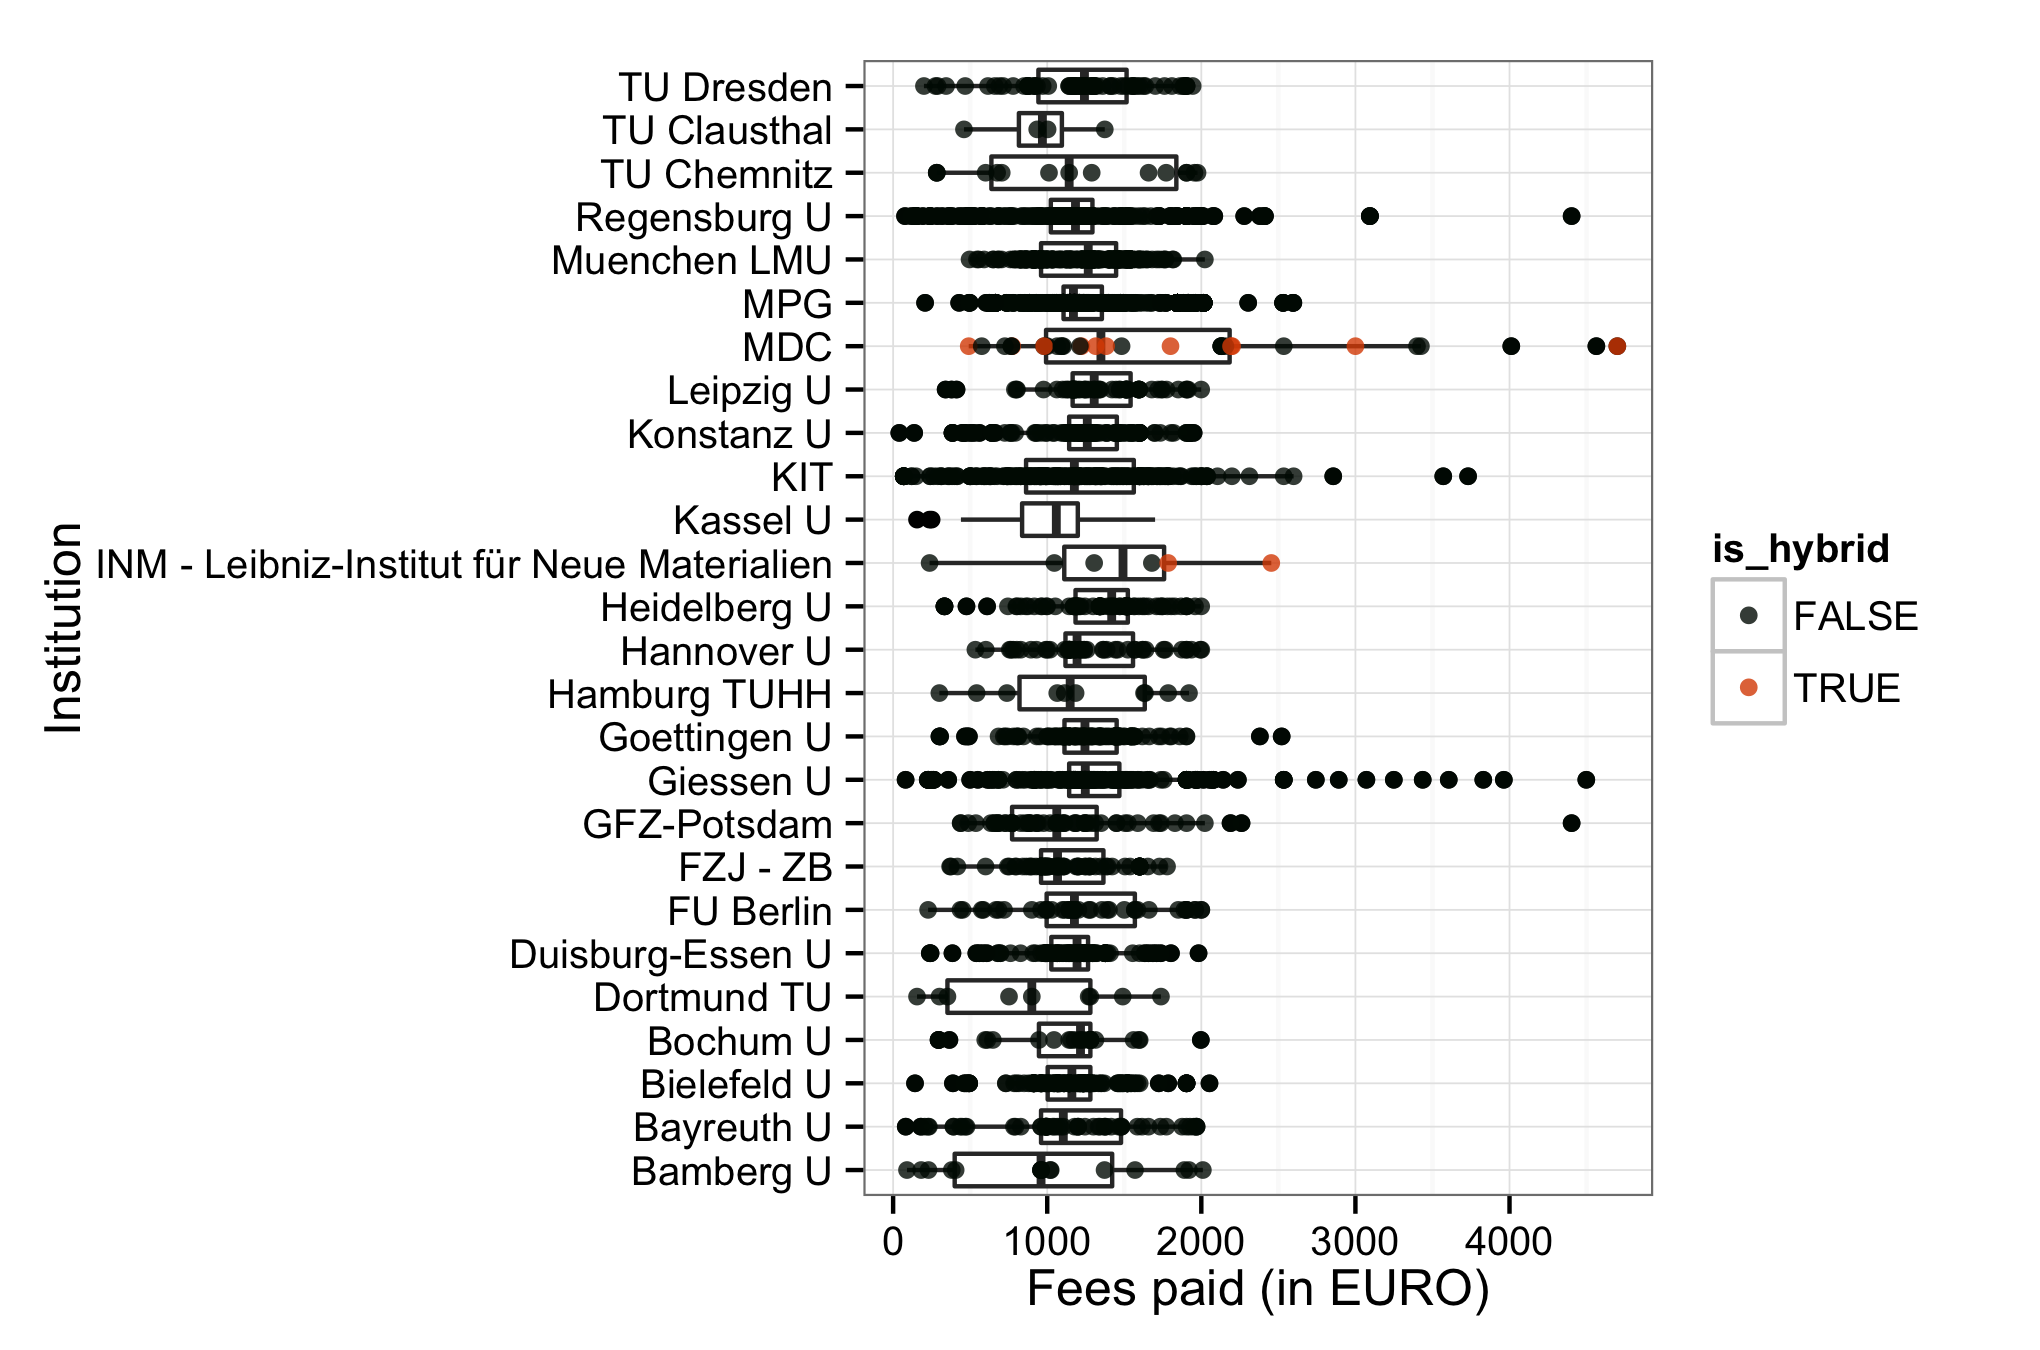 TU Dresden
TU Clausthal
TU Chemnitz
Regensburg U
Muenchen LMU
MPG
MDC
Leipzig U
Konstanz U
KIT
Kassel U
INM - Leibniz-Institut für Neue Materialien
Heidelberg U
Hannover U
Hamburg TUHH
Goettingen U
Giessen U
GFZ-Potsdam
FZJ - ZB
FU Berlin
Duisburg-Essen U
Dortmund TU
Bochum U
Bielefeld U
Bayreuth U
Bamberg U
Institution
0 1000 2000 3000 4000
Fees paid (in EURO)
is_hybrid
FALSE
TRUE